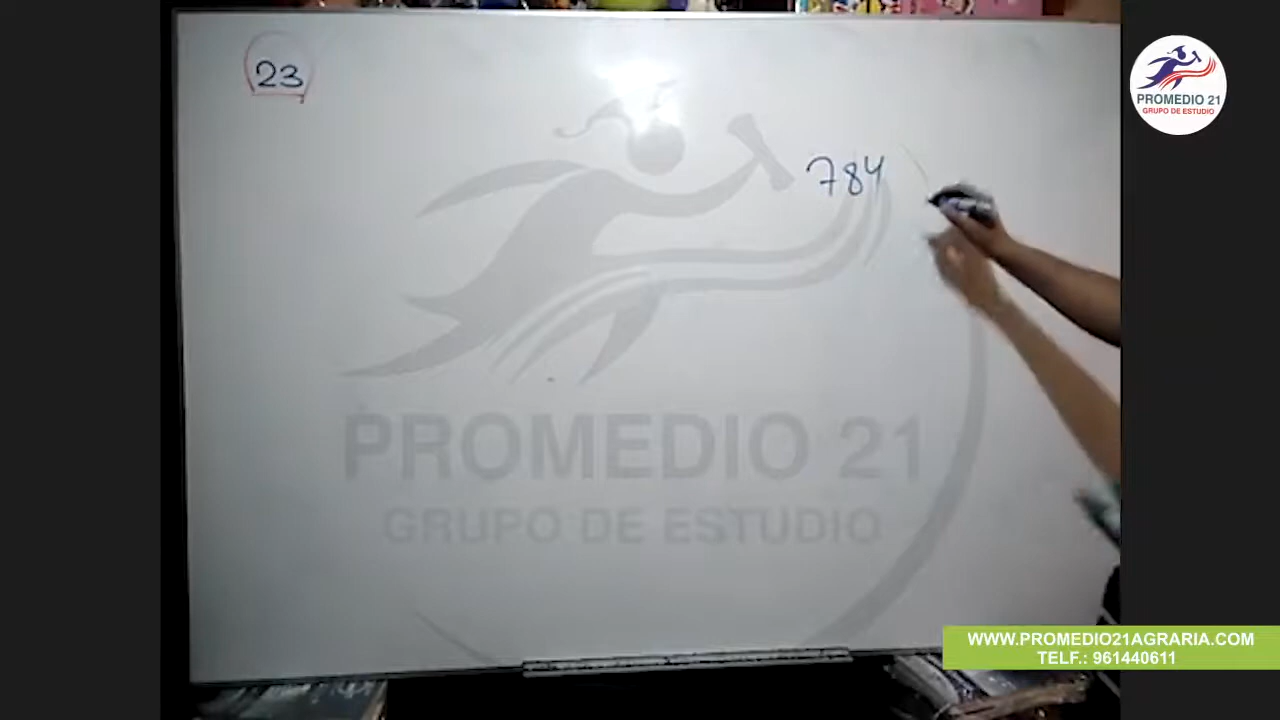 23
PROMEDIO 21
GRUPO DE ESTUDIO
784
PROMEDIO 21
GRUPO DE ESTUDIO
WWW.PROMEDIO21AGRARIA.COM
TELF.: 961440611